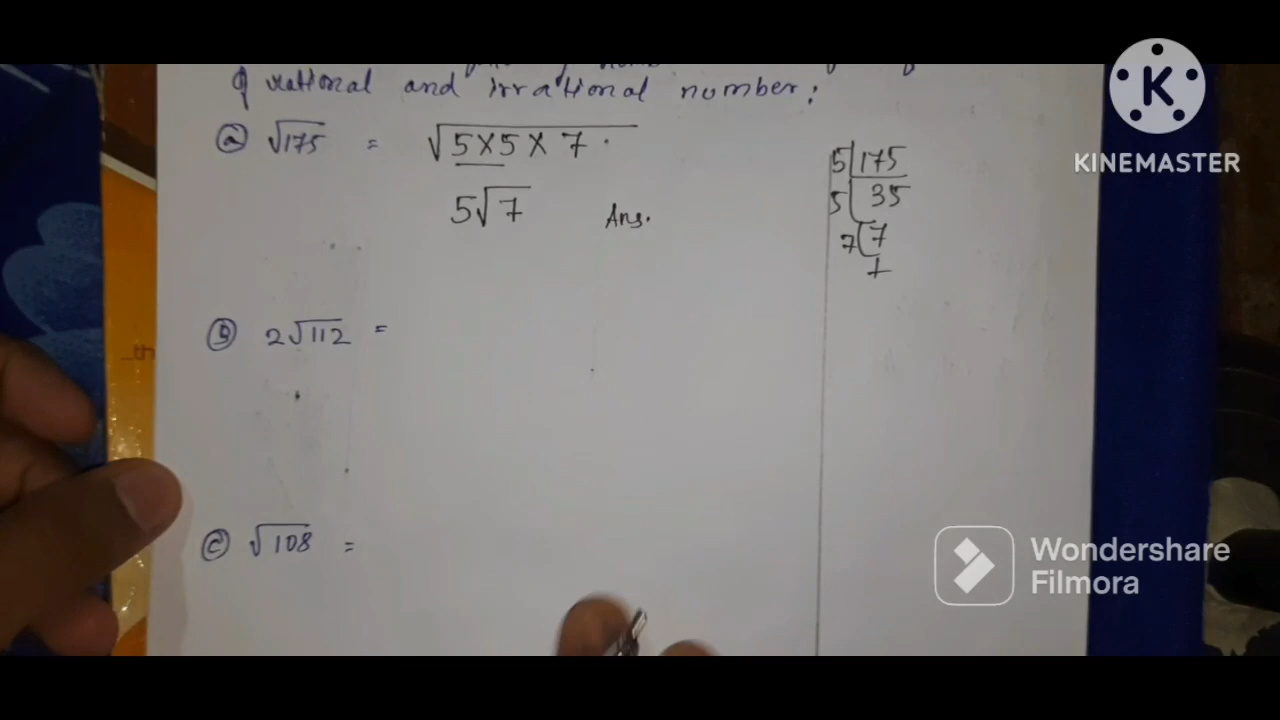 of rational and irrational number:
ⓐ √175 = √5×5×7.
5√7 Ans.
5 175
5 35
7 7
1
ⓑ 2√112 =
ⓒ √108 =
K
KINEMASTER
Wondershare
Filmora